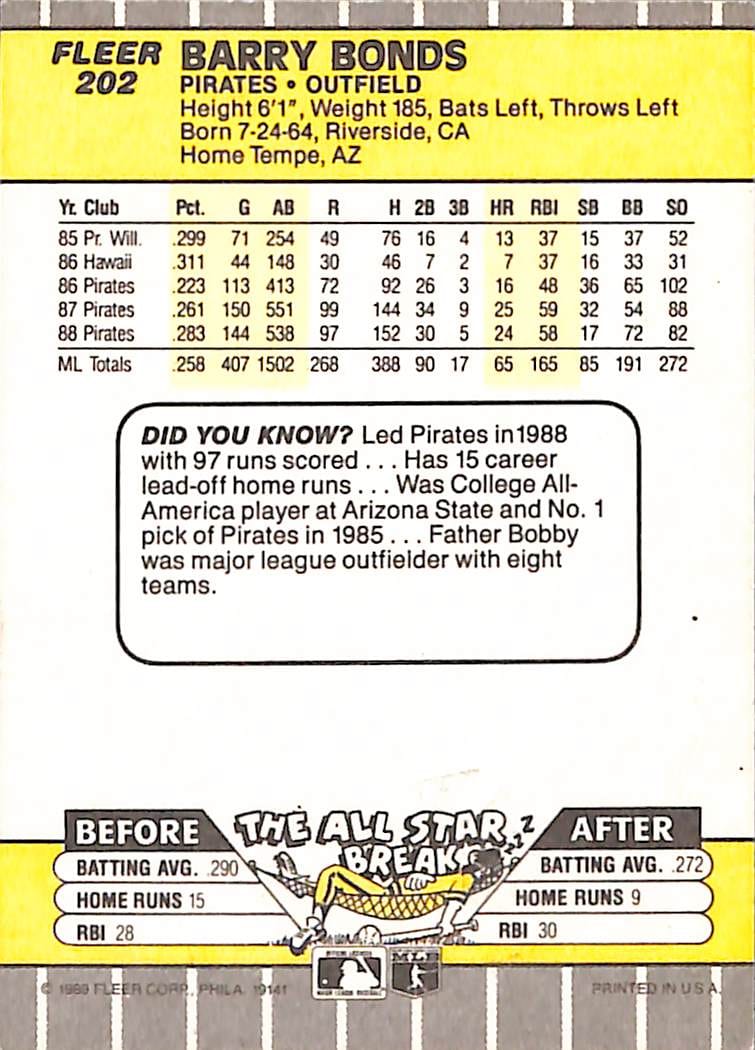 FLEER BARRY BONDS
202 PIRATES • OUTFIELD
Height 6'1", Weight 185, Bats Left, Throws Left
Born 7-24-64, Riverside, CA
Home Tempe, AZ
Yr. Club Pct. G AB R H 2B 3B HR RBI SB BB SO
85 Pr. Will. .299 71 254 49 76 16 4 13 37 15 37 52
86 Hawaii .311 44 148 30 46 7 2 7 37 16 33 31
86 Pirates .223 113 413 72 92 26 3 16 48 36 65 102
87 Pirates .261 150 551 99 144 34 9 25 59 32 54 88
88 Pirates .283 144 538 97 152 30 5 24 58 17 72 82
ML Totals .258 407 1502 268 388 90 17 65 165 85 191 272
DID YOU KNOW? Led Pirates in 1988
with 97 runs scored . . . Has 15 career
lead-off home runs . . . Was College All-
America player at Arizona State and No. 1
pick of Pirates in 1985 . . . Father Bobby
was major league outfielder with eight
teams.
BEFORE THE ALL STAR BREAK ZZZZ AFTER
BATTING AVG. .290 BATTING AVG. .272
HOME RUNS 15 HOME RUNS 9
RBI 28 RBI 30
MLB
© 1989 FLEER CORP., PHILA. 19141 PRINTED IN U.S.A.